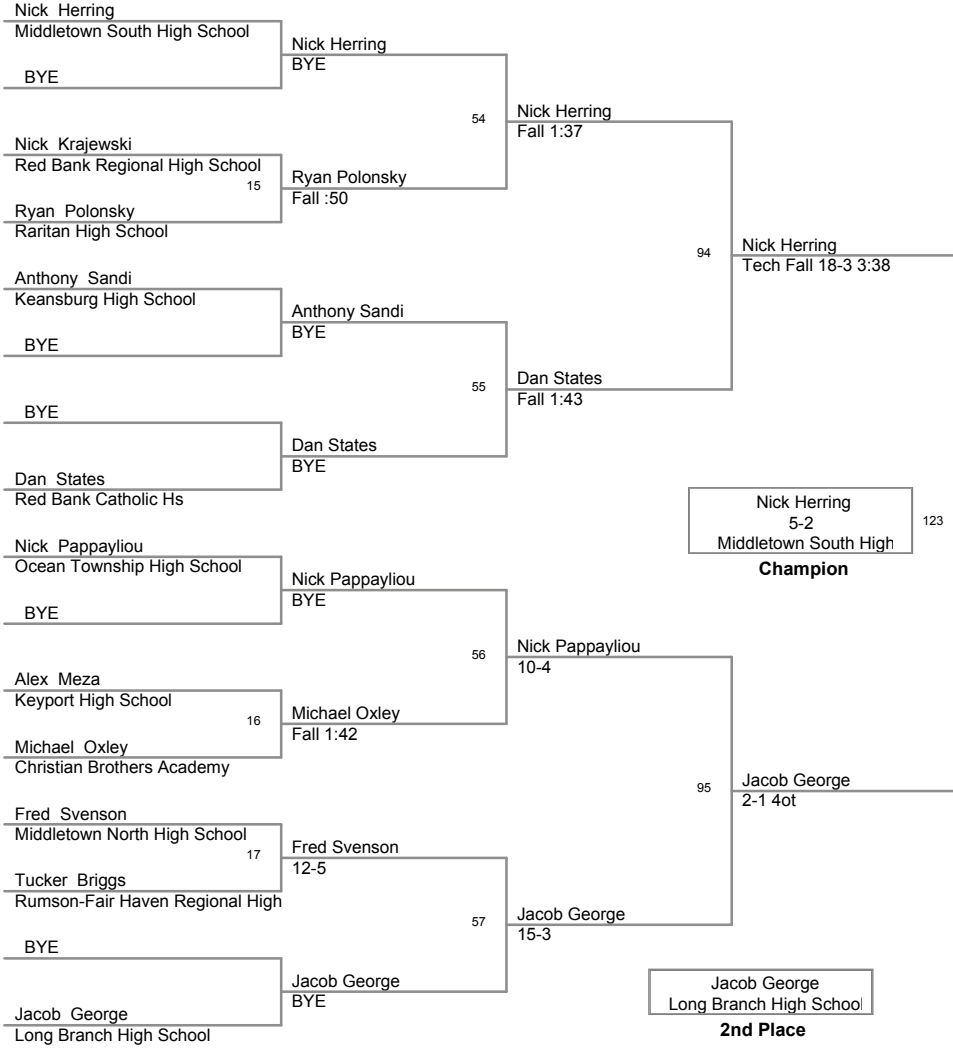 Nick Herring
Middletown South High School
BYE
Nick Herring
BYE
Nick Krajewski
Red Bank Regional High School
15
Ryan Polonsky
Raritan High School
Ryan Polonsky
Fall :50
54
Nick Herring
Fall 1:37
Anthony Sandi
Keansburg High School
BYE
Anthony Sandi
BYE
BYE
Dan States
Red Bank Catholic Hs
Dan States
BYE
55
Dan States
Fall 1:43
94
Nick Herring
Tech Fall 18-3 3:38
Nick Herring
5-2
Middletown South High
123
Champion
Nick Pappayliou
Ocean Township High School
BYE
Nick Pappayliou
BYE
Alex Meza
Keyport High School
16
Michael Oxley
Christian Brothers Academy
Michael Oxley
Fall 1:42
56
Nick Pappayliou
10-4
Fred Svenson
Middletown North High School
17
Tucker Briggs
Rumson-Fair Haven Regional High
Fred Svenson
12-5
BYE
Jacob George
Long Branch High School
Jacob George
BYE
57
Jacob George
15-3
95
Jacob George
2-1 4ot
Jacob George
Long Branch High School
2nd Place